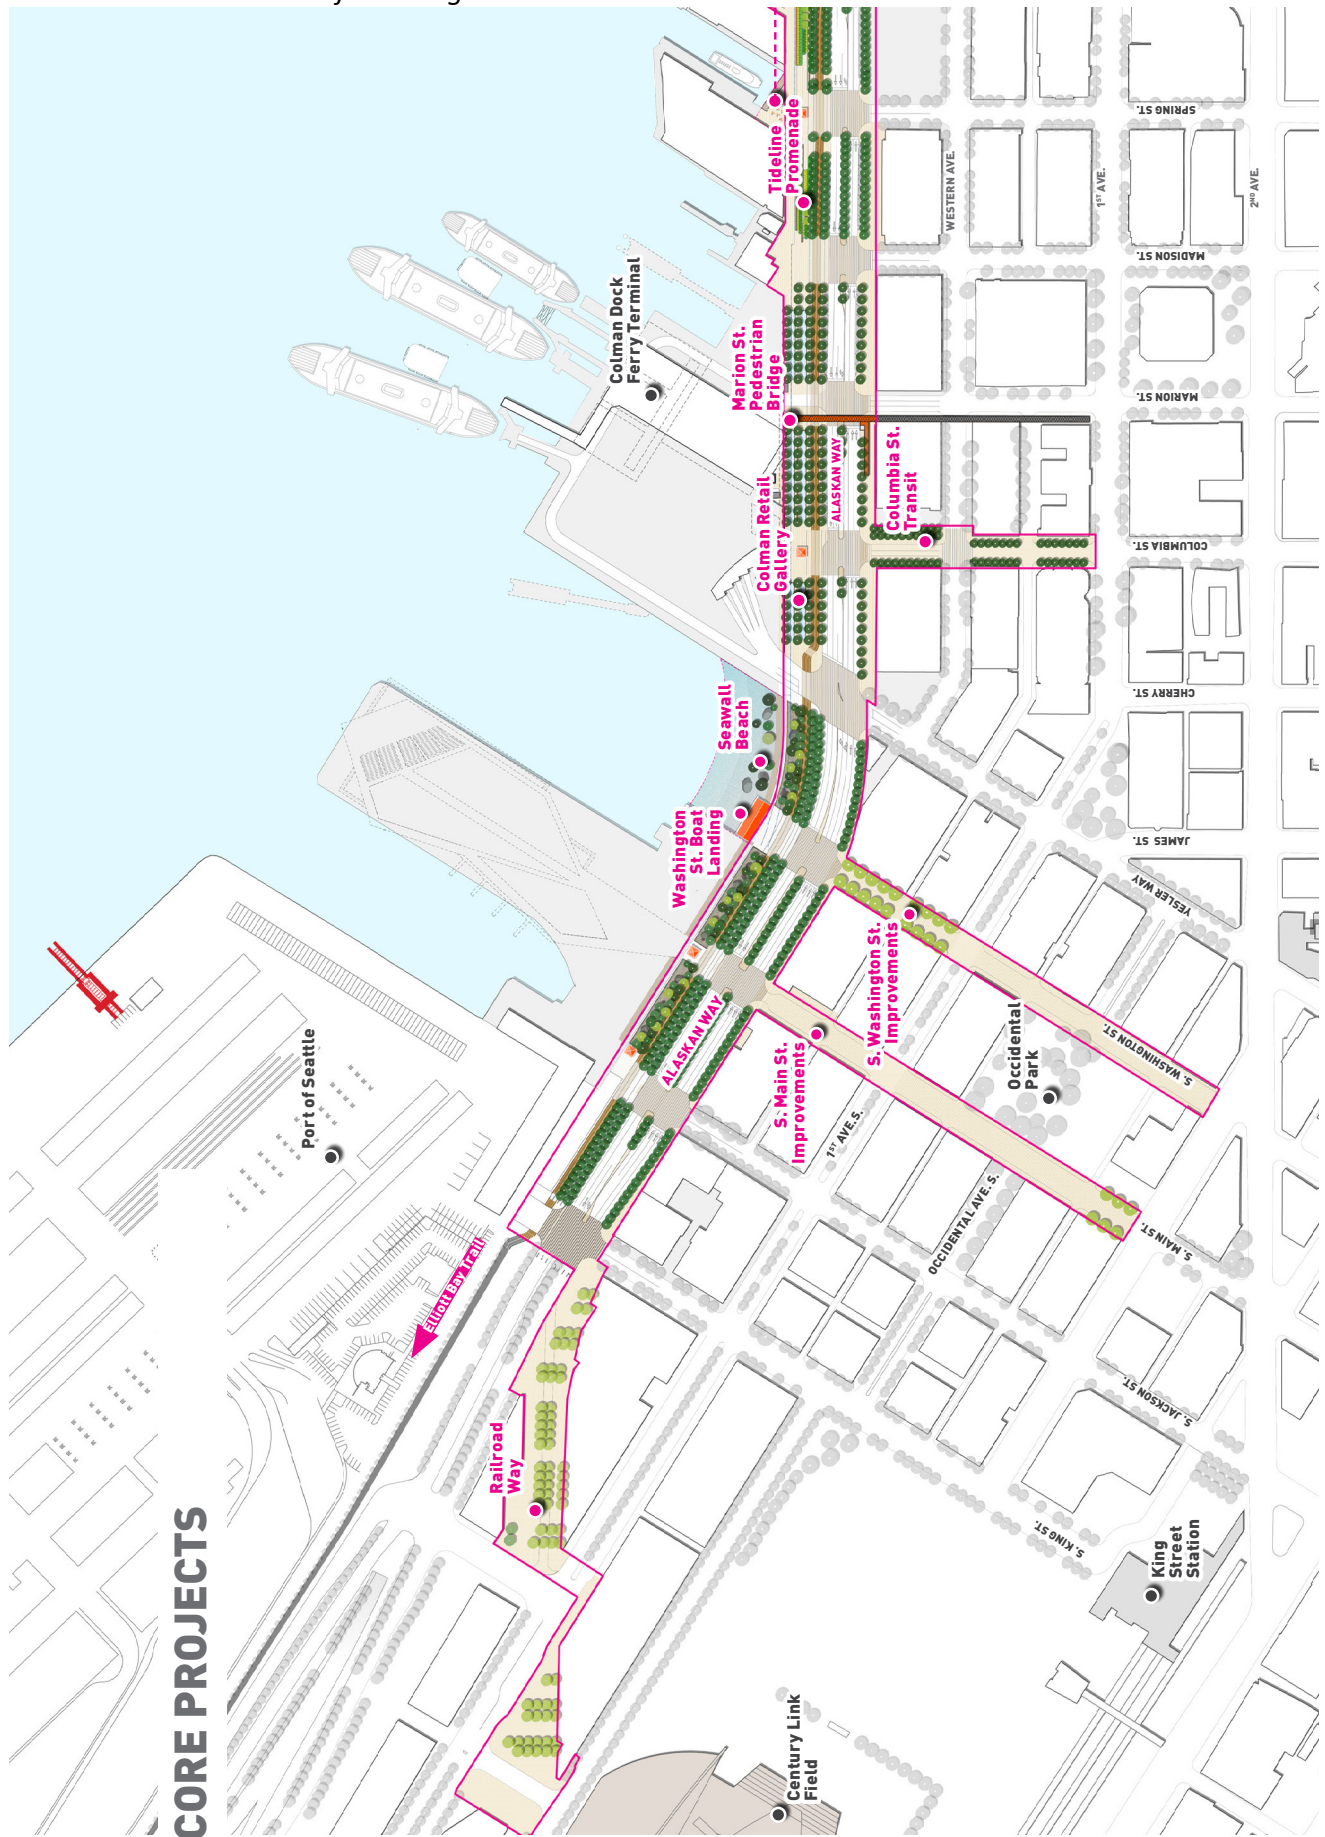 CORE PROJECTS
Tideline
Promenade
SPRING ST.
WESTERN AVE.
1ST AVE.
2ND AVE.
MADISON ST.
Colman Dock
Ferry Terminal
Marion St.
Pedestrian
Bridge
MARION ST.
ALASKAN WAY
Columbia St.
Transit
Colman Retail
Gallery
COLUMBIA ST.
CHERRY ST.
Seawall
Beach
Washington
St. Boat
Landing
JAMES ST.
YESLER WAY
S. Washington St.
Improvements
S. WASHINGTON ST.
ALASKAN WAY
S. Main St.
Improvements
Occidental
Park
Port of Seattle
1ST AVE. S.
OCCIDENTAL AVE. S.
S. MAIN ST.
Elliott Bay Trail
S. JACKSON ST.
Railroad
Way
S. KING ST.
King
Street
Station
Century Link
Field